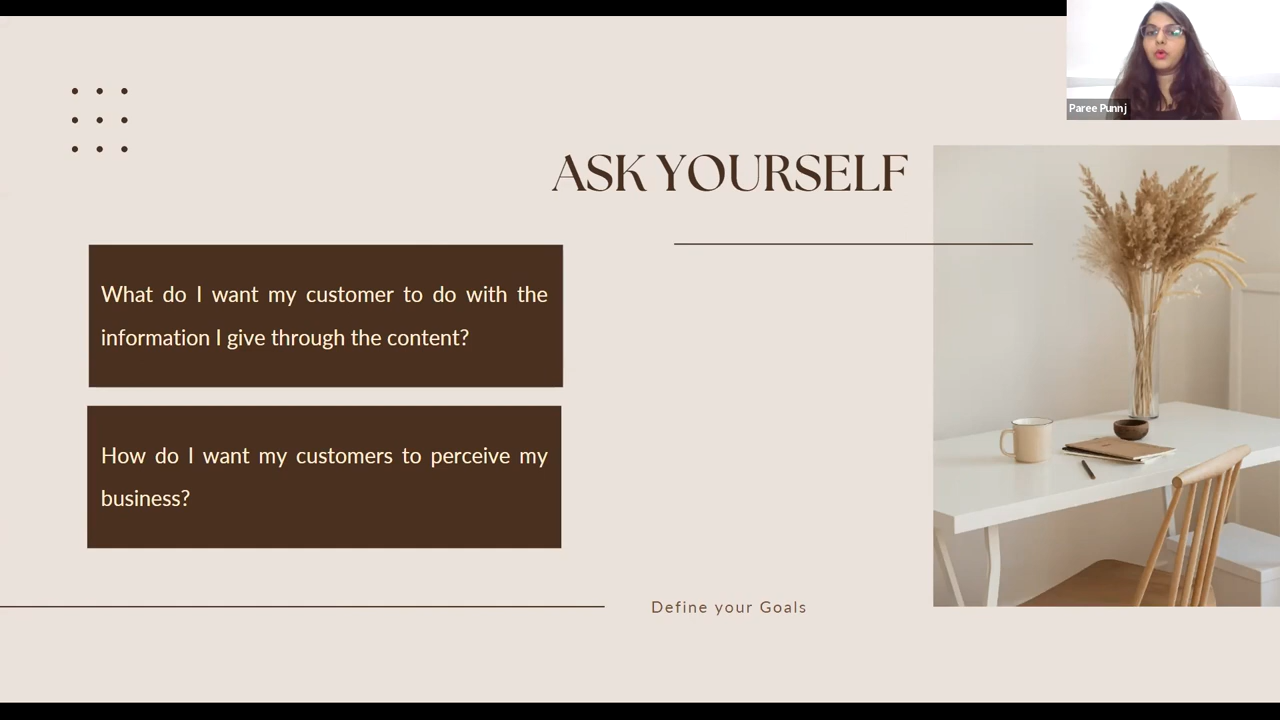 Paree Punnj
ASK YOURSELF
What do I want my customer to do with the
information I give through the content?
How do I want my customers to perceive my
business?
Define your Goals